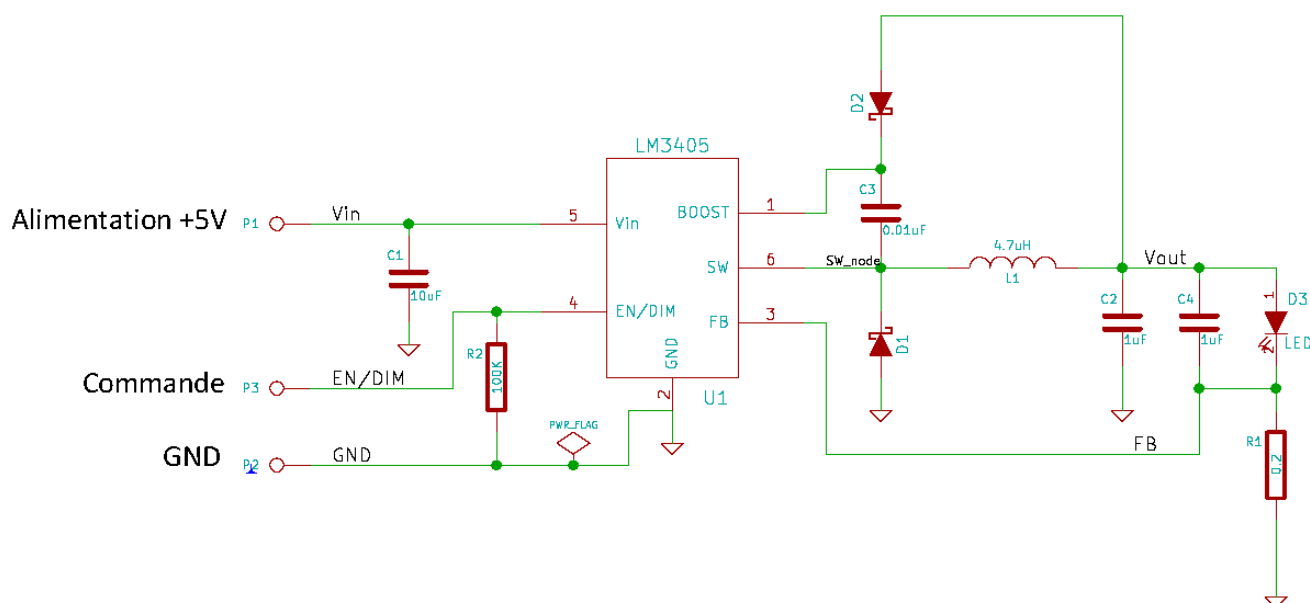 D2
LM3405
Alimentation +5V
P1
Vin
5
Vin
BOOST
1
C3
0.01uF
C1
10uF
SW
6
SW_node
4.7uH
L1
Vout
4
EN/DIM
FB
3
D1
C2
1uF
C4
1uF
1
D3
LED
2
GND
2
U1
R2
100K
Commande
P3
EN/DIM
PWR_FLAG
GND
P2
GND
FB
R1
0.2